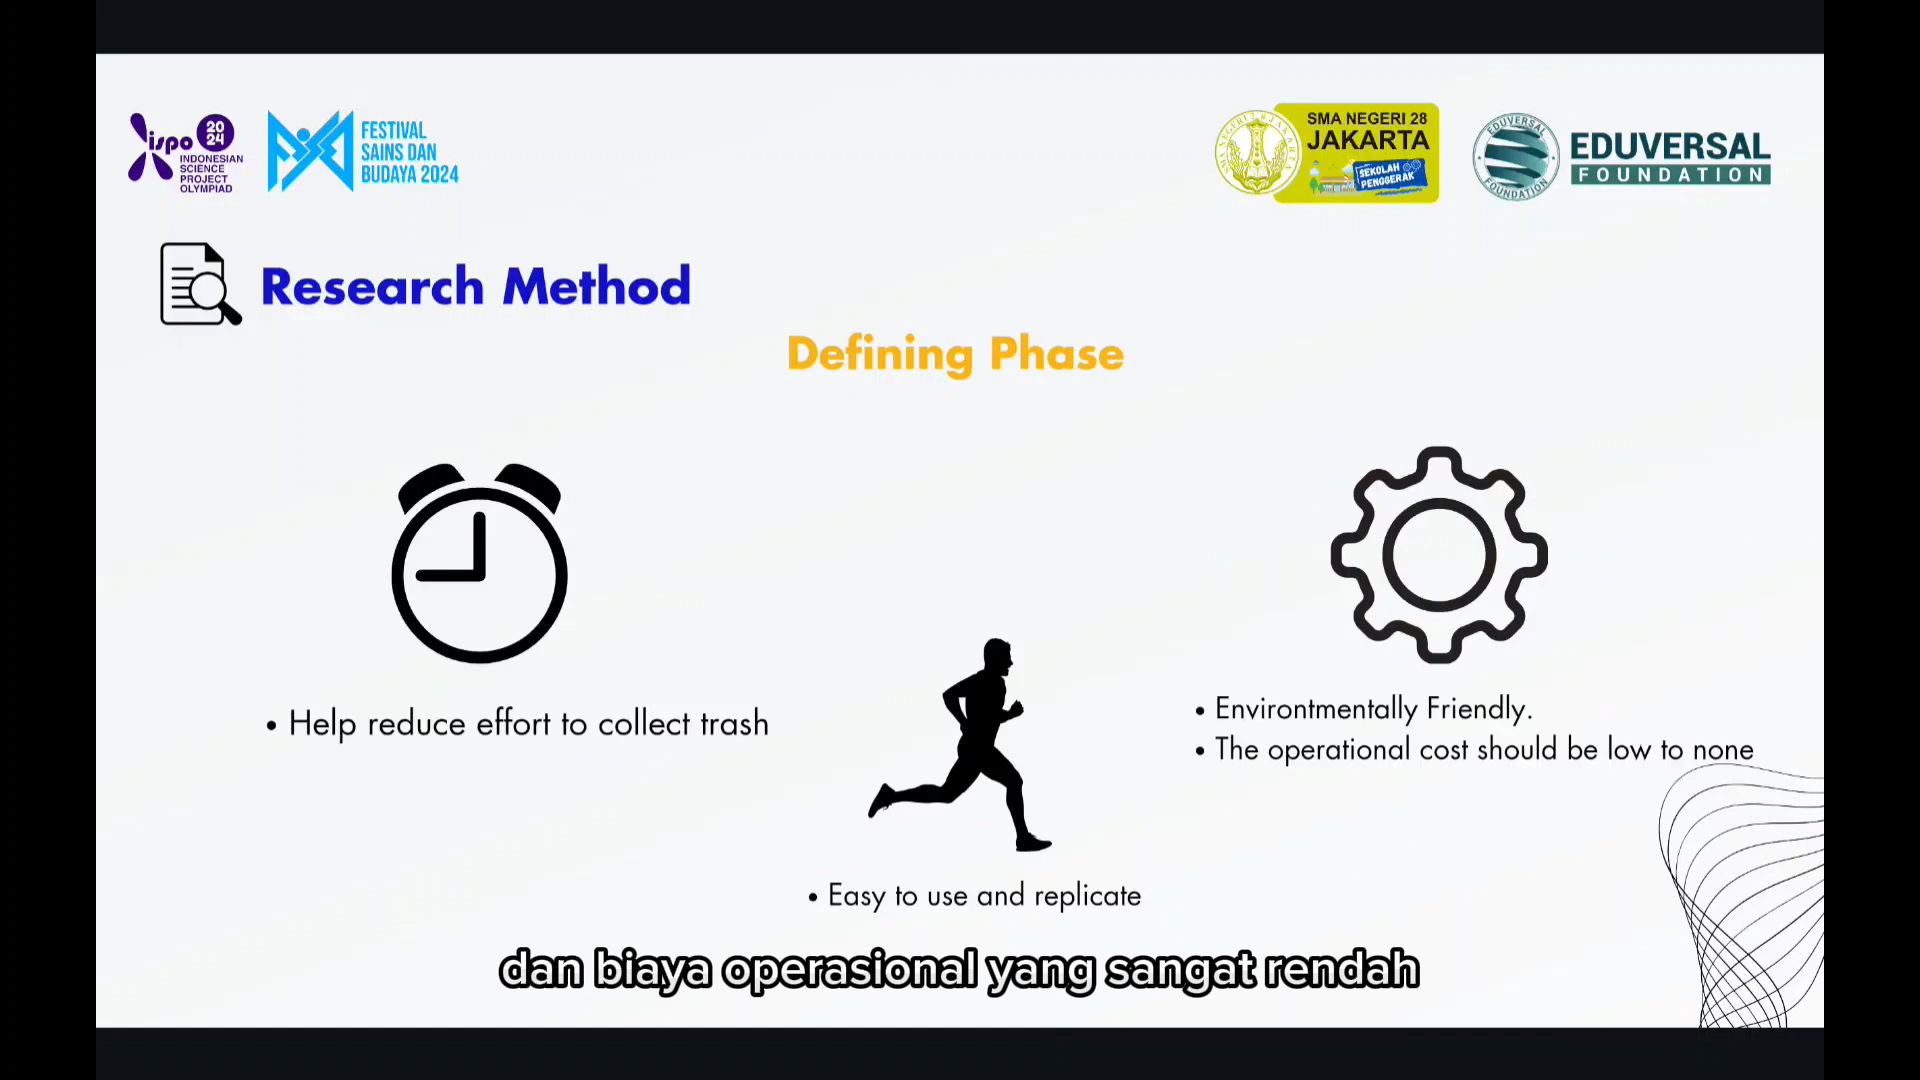 ispo 2024
INDONESIAN
SCIENCE
PROJECT
OLYMPIAD
FESTIVAL
SAINS DAN
BUDAYA 2024
SMA NEGERI 28
JAKARTA
SEKOLAH
PENGGERAK
EDUVERSAL
FOUNDATION
EDUVERSAL
FOUNDATION
Research Method
Defining Phase
• Help reduce effort to collect trash
• Environtmentally Friendly.
• The operational cost should be low to none
• Easy to use and replicate
dan biaya operasional yang sangat rendah